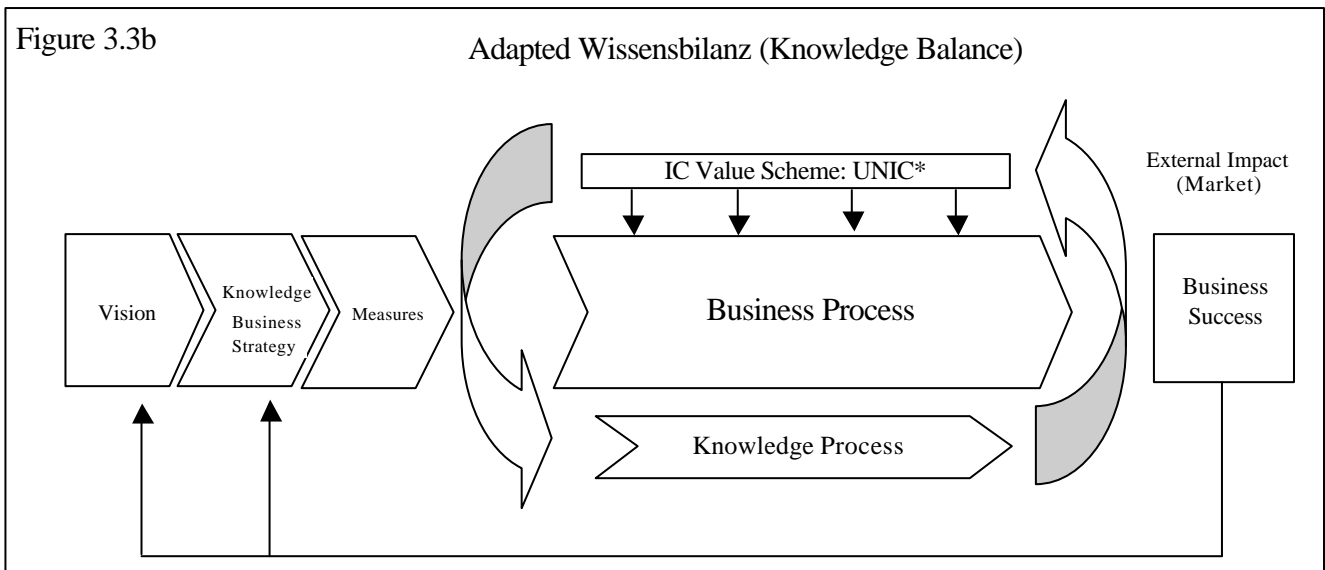 Figure 3.3b
Adapted Wissensbilanz (Knowledge Balance)
IC Value Scheme: UNIC*
External Impact
(Market)
Vision
Knowledge
Business
Strategy
Measures
Business Process
Business
Success
Knowledge Process